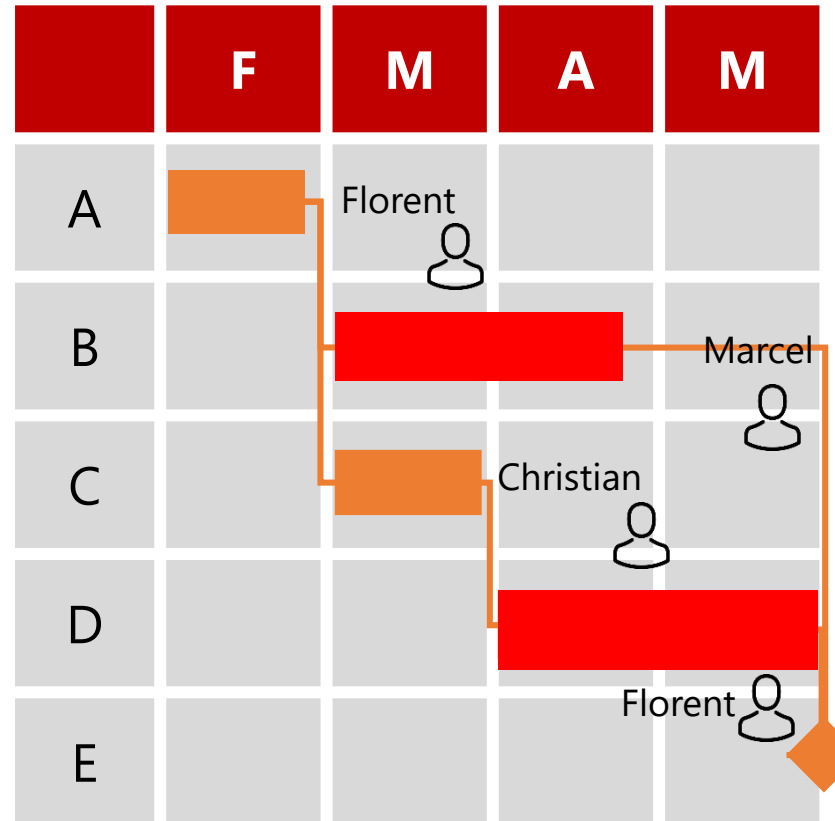 F M A M
A Florent
B Marcel
C Christian
D
Florent
E